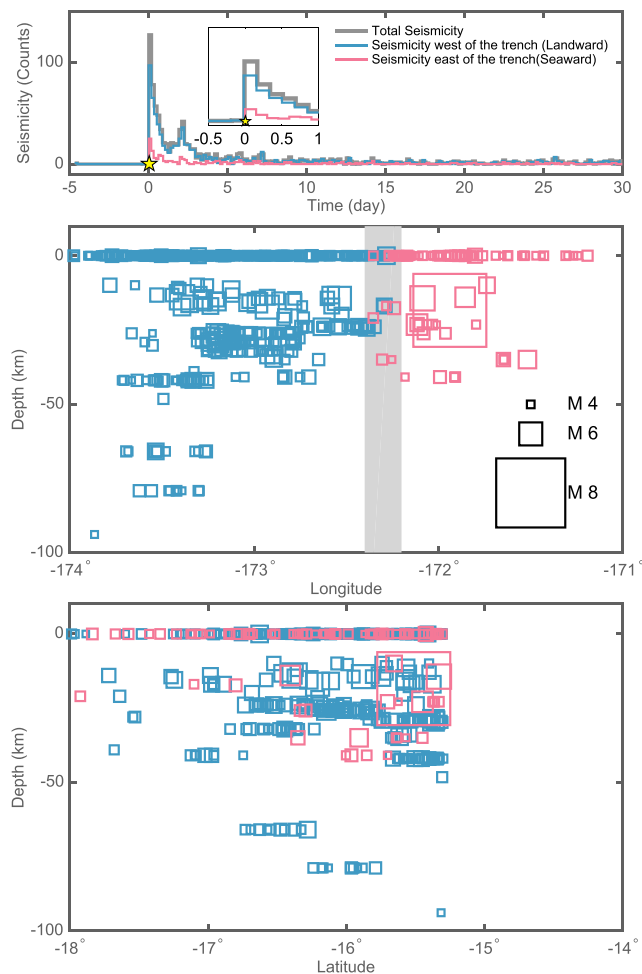 Total Seismicity
Seismicity west of the trench (Landward)
Seismicity east of the trench(Seaward)
Seismicity (Counts)
100
0
-0.5 0 0.5 1
-5 0 5 10 15 20 25 30
Time (day)
0
-50
-100
Depth (km)
M 4
M 6
M 8
-174° -173° -172° -171°
Longitude
0
-50
-100
Depth (km)
-18° -17° -16° -15° -14°
Latitude